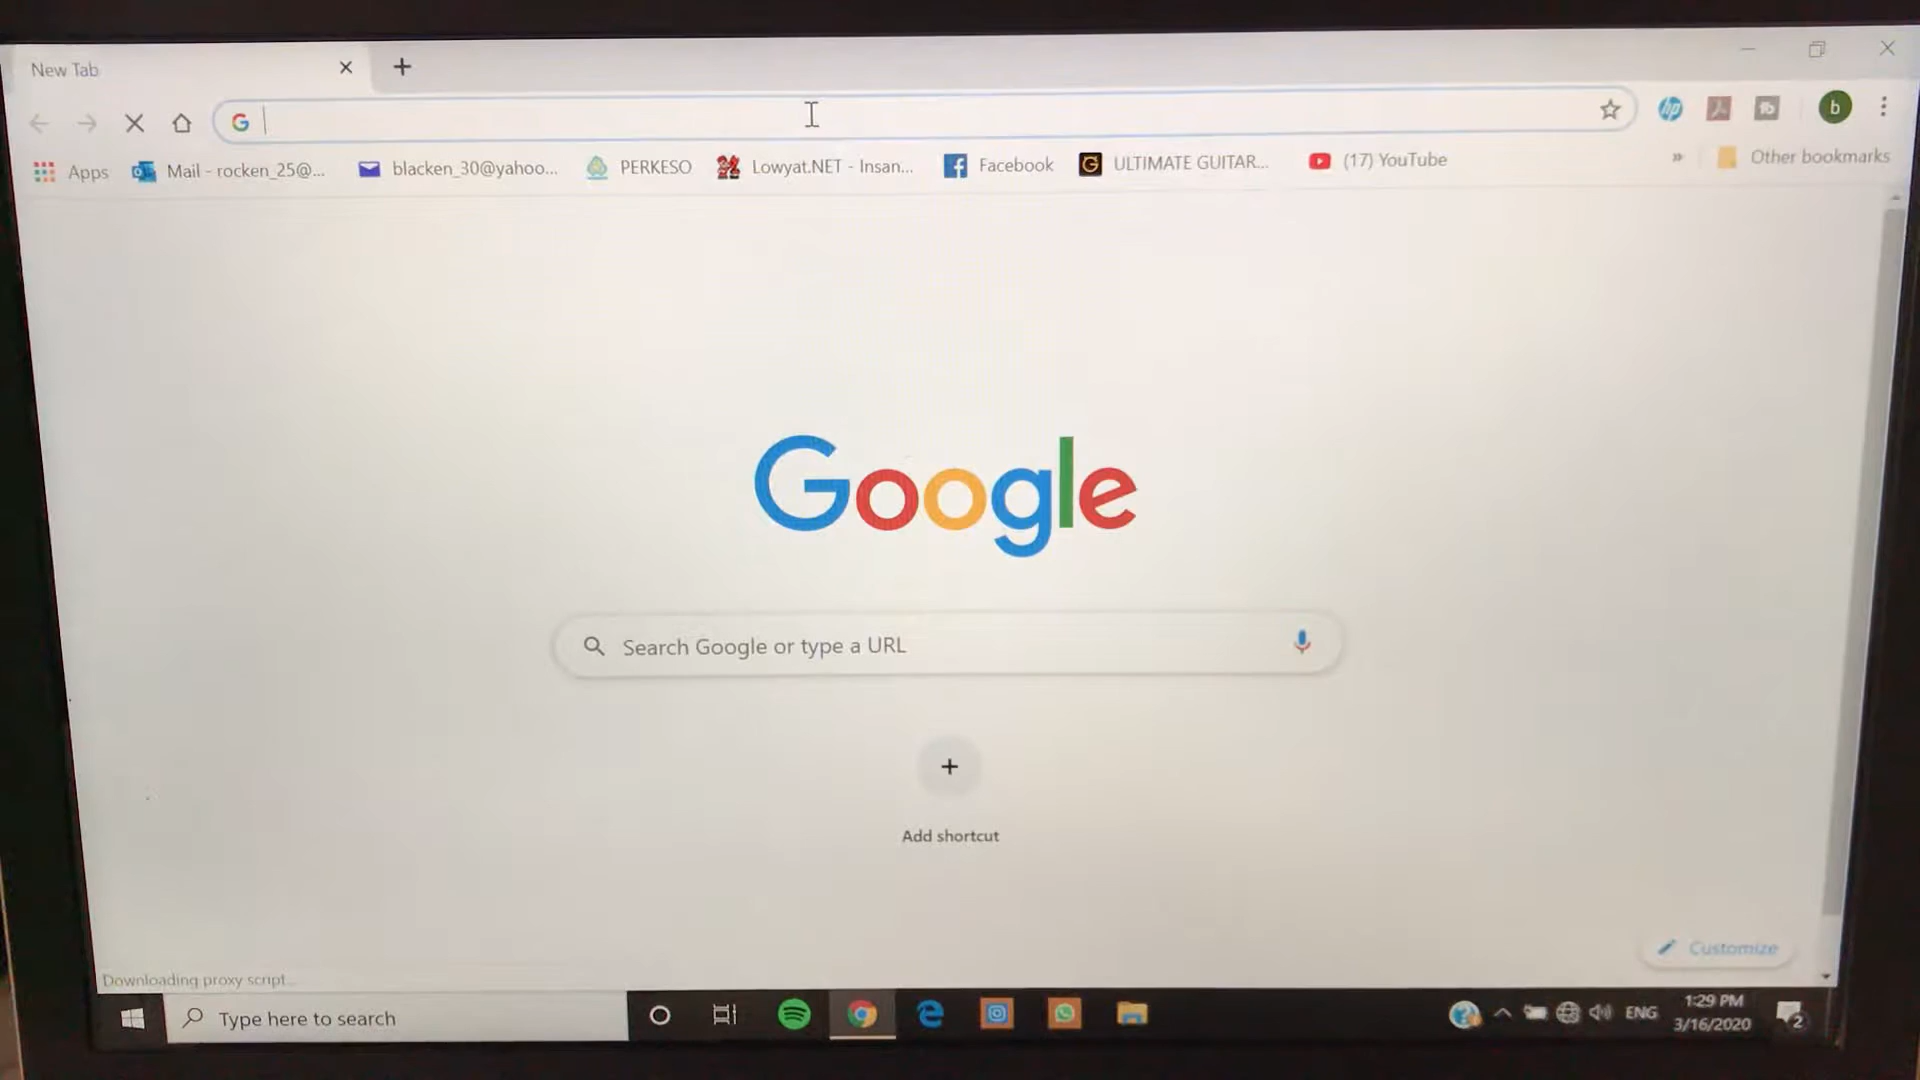 New Tab
Apps
Mail - rocken_25@...
blacken_30@yahoo...
PERKESO
Lowyat.NET - Insan...
Facebook
ULTIMATE GUITAR...
(17) YouTube
»
Other bookmarks
hp
b
Google
Search Google or type a URL
Add shortcut
Customize
Downloading proxy script...
Type here to search
ENG
1:29 PM
3/16/2020
2